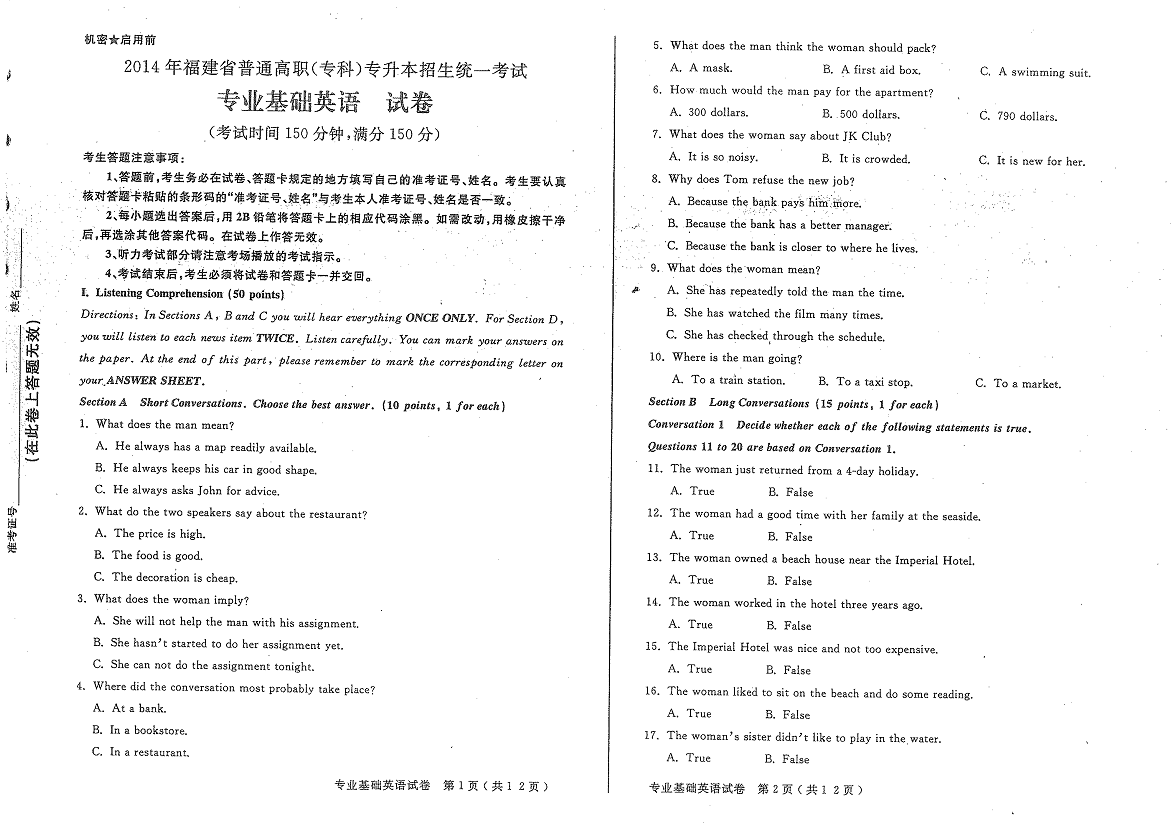 机密★启用前
2014年福建省普通高职(专科)专升本招生统一考试
专业基础英语 试卷
(考试时间150分钟,满分150分)
考生答题注意事项:
1、答题前,考生务必在试卷、答题卡规定的地方填写自己的准考证号、姓名。考生要认真
核对答题卡粘贴的条形码的“准考证号、姓名”与考生本人准考证号、姓名是否一致。
2、每小题选出答案后,用2B铅笔将答题卡上的相应代码涂黑。如需改动,用橡皮擦干净
后,再选涂其他答案代码。在试卷上作答无效。
3、听力考试部分请注意考场播放的考试指示。
4、考试结束后,考生必须将试卷和答题卡一并交回。
I. Listening Comprehension (50 points)
Directions: In Sections A, B and C you will hear everything ONCE ONLY. For Section D,
you will listen to each news item TWICE. Listen carefully. You can mark your answers on
the paper. At the end of this part, please remember to mark the corresponding letter on
your ANSWER SHEET.
Section A Short Conversations. Choose the best answer. (10 points, 1 for each)
1. What does the man mean?
A. He always has a map readily available.
B. He always keeps his car in good shape.
C. He always asks John for advice.
2. What do the two speakers say about the restaurant?
A. The price is high.
B. The food is good.
C. The decoration is cheap.
3. What does the woman imply?
A. She will not help the man with his assignment.
B. She hasn't started to do her assignment yet.
C. She can not do the assignment tonight.
4. Where did the conversation most probably take place?
A. At a bank.
B. In a bookstore.
C. In a restaurant.
专业基础英语试卷 第1页(共12页)
准考证号 姓名
(在此卷上答题无效)
5. What does the man think the woman should pack?
A. A mask. B. A first aid box. C. A swimming suit.
6. How much would the man pay for the apartment?
A. 300 dollars. B. 500 dollars. C. 790 dollars.
7. What does the woman say about JK Club?
A. It is so noisy. B. It is crowded. C. It is new for her.
8. Why does Tom refuse the new job?
A. Because the bank pays him more.
B. Because the bank has a better manager.
C. Because the bank is closer to where he lives.
9. What does the woman mean?
A. She has repeatedly told the man the time.
B. She has watched the film many times.
C. She has checked through the schedule.
10. Where is the man going?
A. To a train station. B. To a taxi stop. C. To a market.
Section B Long Conversations (15 points, 1 for each)
Conversation 1 Decide whether each of the following statements is true.
Questions 11 to 20 are based on Conversation 1.
11. The woman just returned from a 4-day holiday.
A. True B. False
12. The woman had a good time with her family at the seaside.
A. True B. False
13. The woman owned a beach house near the Imperial Hotel.
A. True B. False
14. The woman worked in the hotel three years ago.
A. True B. False
15. The Imperial Hotel was nice and not too expensive.
A. True B. False
16. The woman liked to sit on the beach and do some reading.
A. True B. False
17. The woman's sister didn't like to play in the water.
A. True B. False
专业基础英语试卷 第2页(共12页)